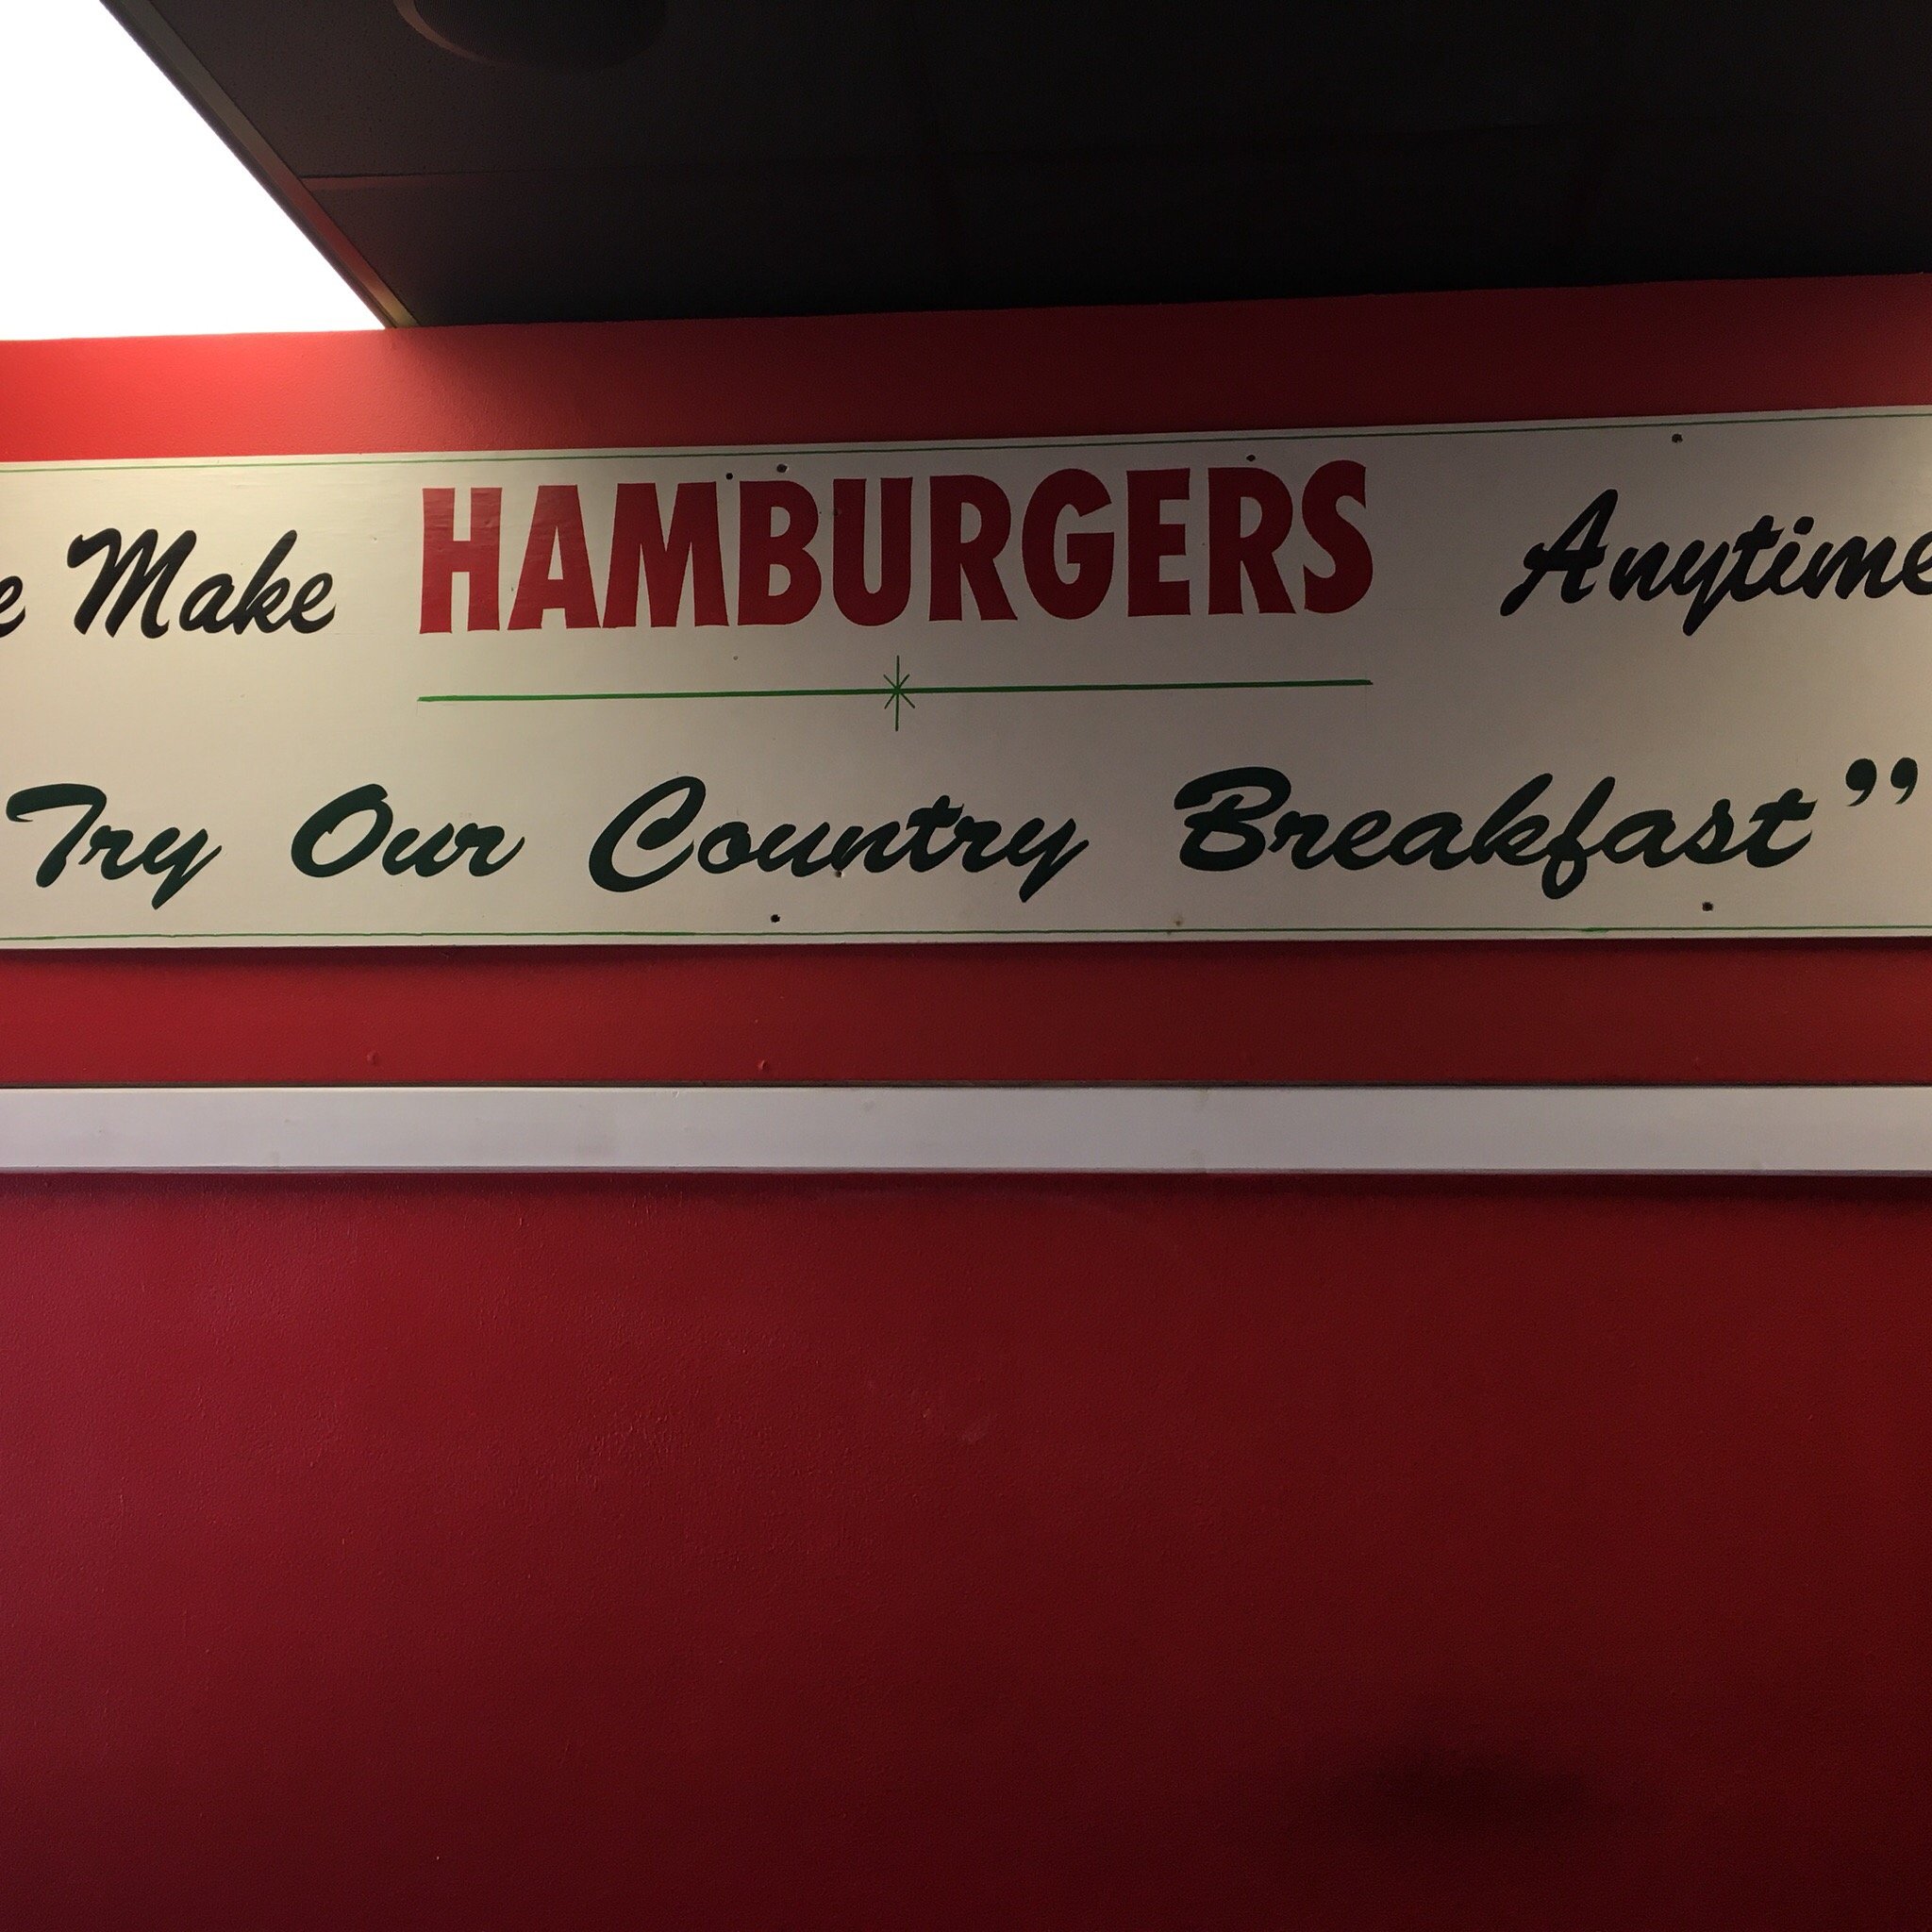 e Make HAMBURGERS Anytime
Try Our Country Breakfast”